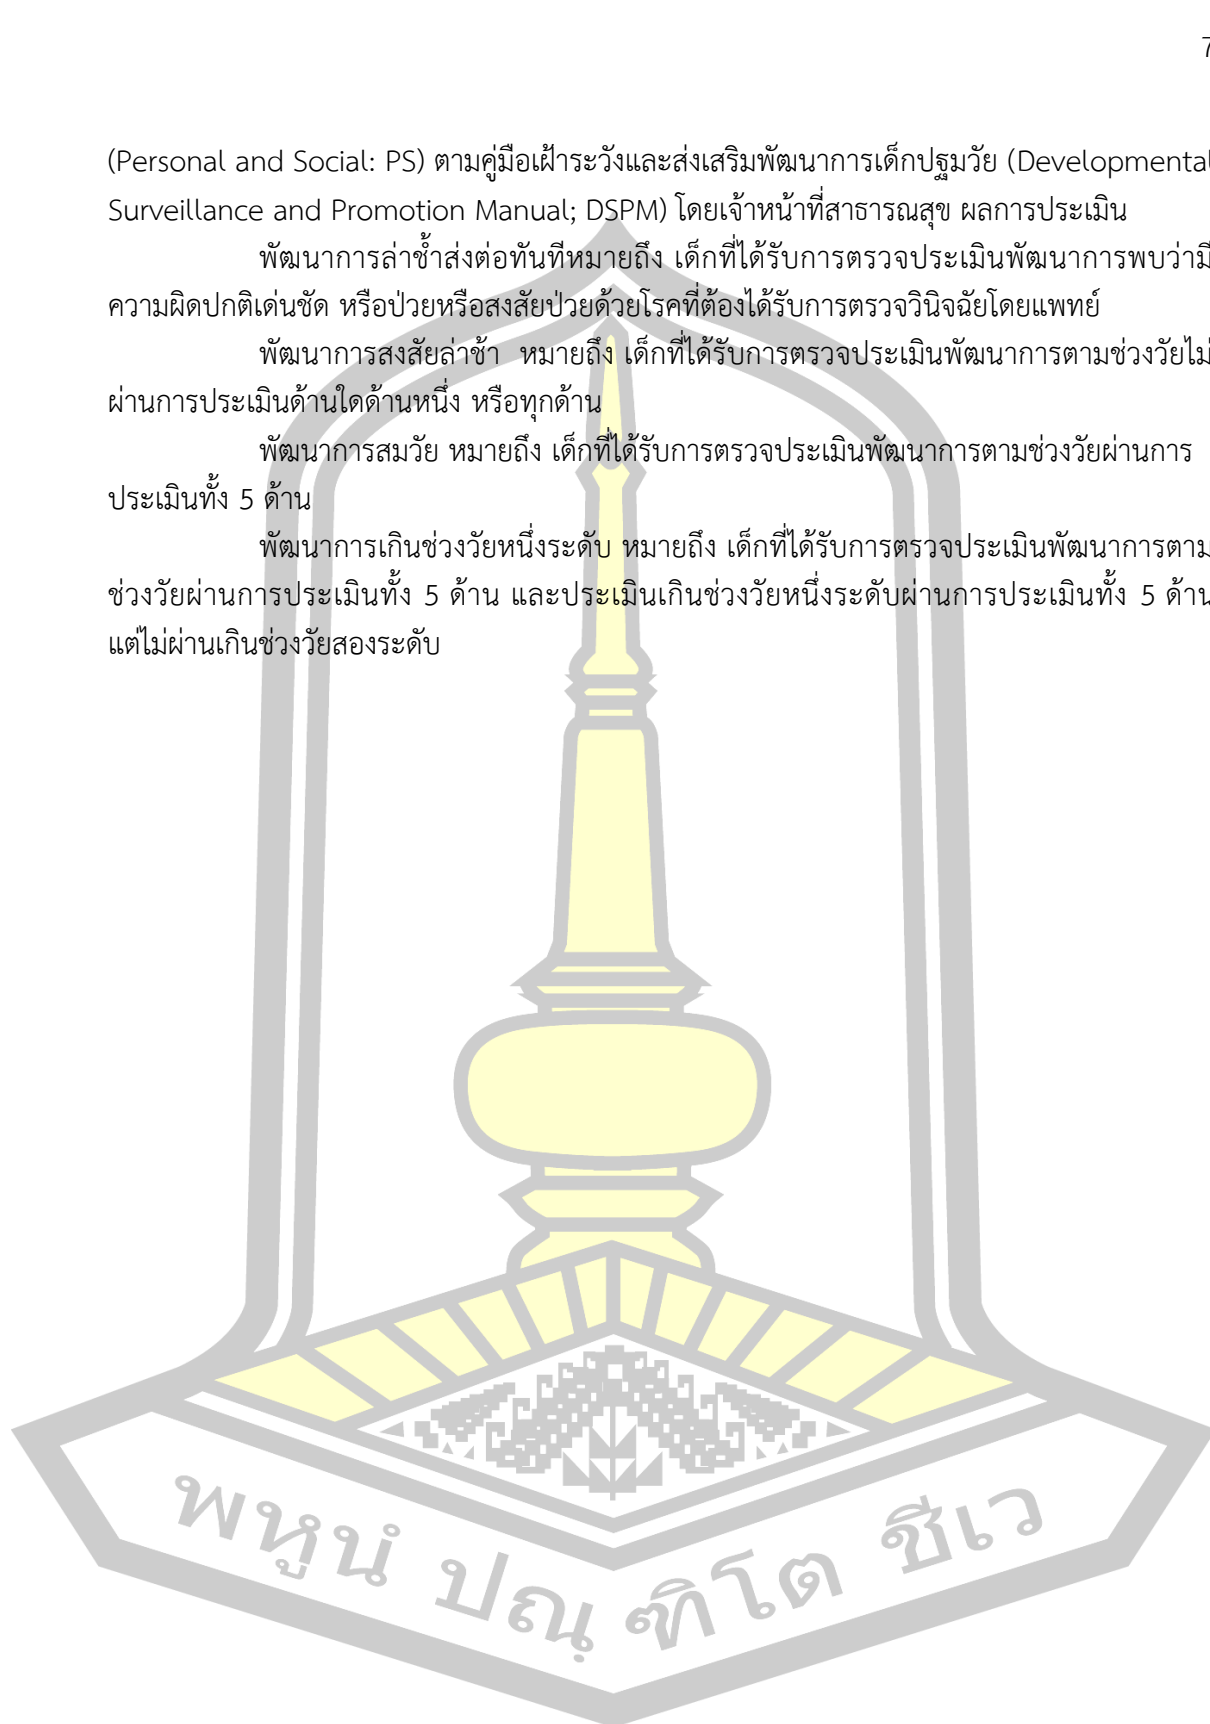 7
(Personal and Social: PS) ตามคู่มือเฝ้าระวังและส่งเสริมพัฒนาการเด็กปฐมวัย (Developmental
Surveillance and Promotion Manual; DSPM) โดยเจ้าหน้าที่สาธารณสุข ผลการประเมิน
พัฒนาการล่าช้ำส่งต่อทันทีหมายถึง เด็กที่ได้รับการตรวจประเมินพัฒนาการพบว่ามี
ความผิดปกติเด่นชัด หรือป่วยหรือสงสัยป่วยด้วยโรคที่ต้องได้รับการตรวจวินิจฉัยโดยแพทย์
พัฒนาการสงสัยล่าช้า หมายถึง เด็กที่ได้รับการตรวจประเมินพัฒนาการตามช่วงวัยไม่
ผ่านการประเมินด้านใดด้านหนึ่ง หรือทุกด้าน
พัฒนาการสมวัย หมายถึง เด็กที่ได้รับการตรวจประเมินพัฒนาการตามช่วงวัยผ่านการ
ประเมินทั้ง 5 ด้าน
พัฒนาการเกินช่วงวัยหนึ่งระดับ หมายถึง เด็กที่ได้รับการตรวจประเมินพัฒนาการตาม
ช่วงวัยผ่านการประเมินทั้ง 5 ด้าน และประเมินเกินช่วงวัยหนึ่งระดับผ่านการประเมินทั้ง 5 ด้าน
แต่ไม่ผ่านเกินช่วงวัยสองระดับ
พหูนํ ปณฺ ฑิโต ชีเว